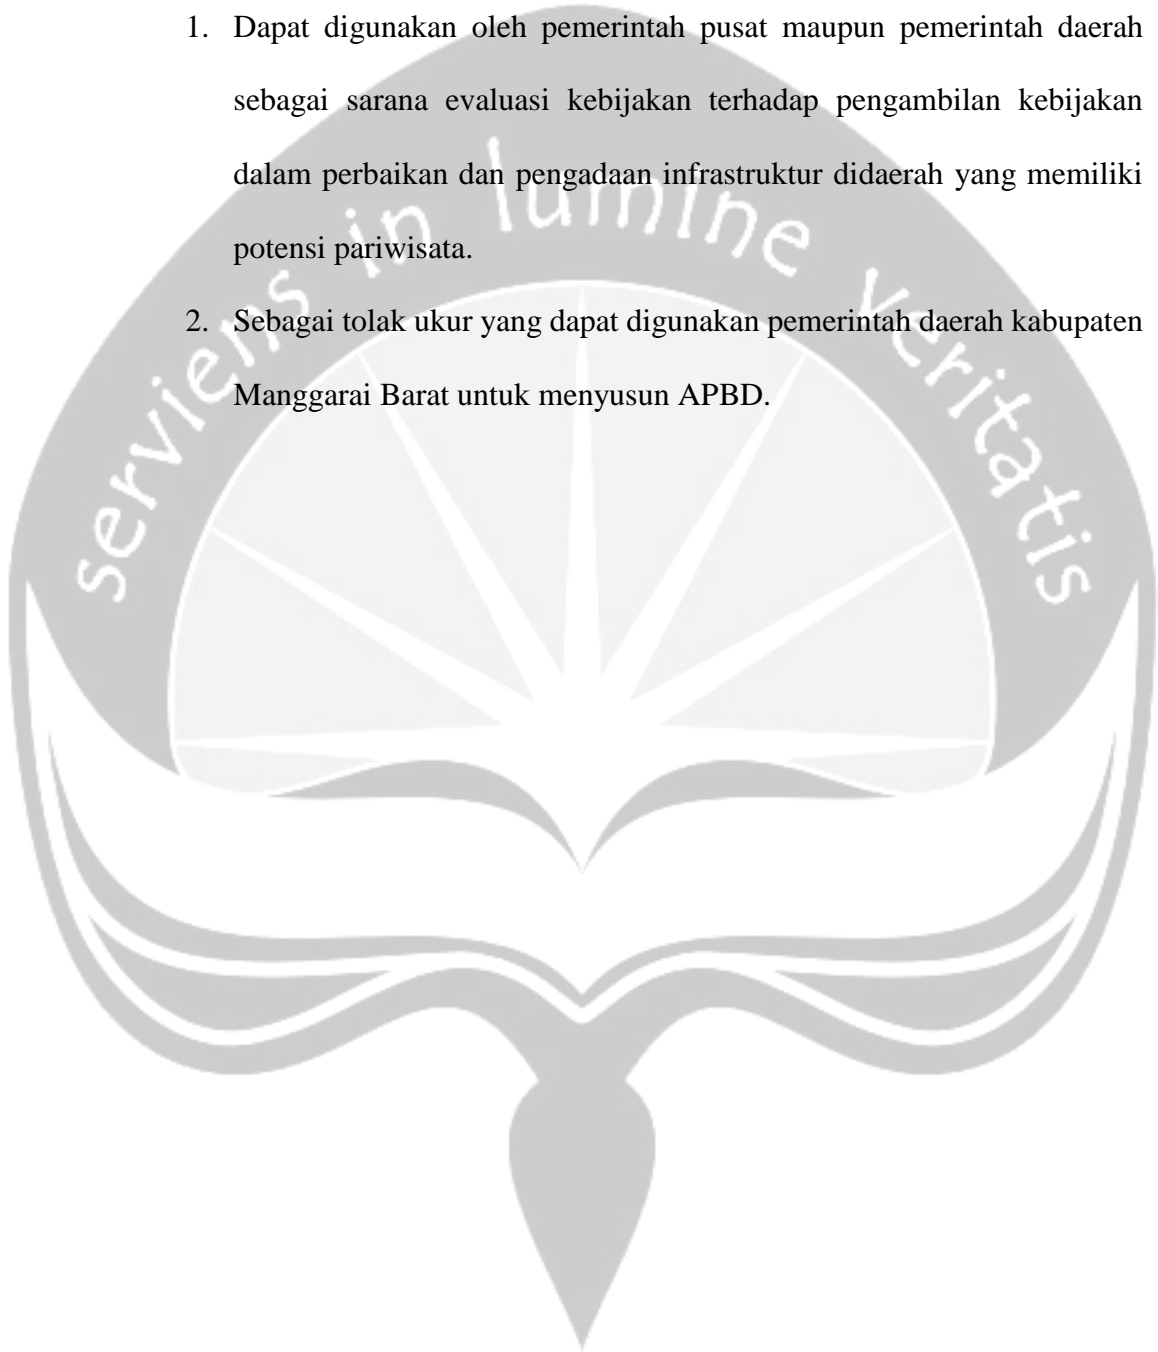 1. Dapat digunakan oleh pemerintah pusat maupun pemerintah daerah
sebagai sarana evaluasi kebijakan terhadap pengambilan kebijakan
dalam perbaikan dan pengadaan infrastruktur didaerah yang memiliki
potensi pariwisata.
2. Sebagai tolak ukur yang dapat digunakan pemerintah daerah kabupaten
Manggarai Barat untuk menyusun APBD.
serviens in lumine veritatis